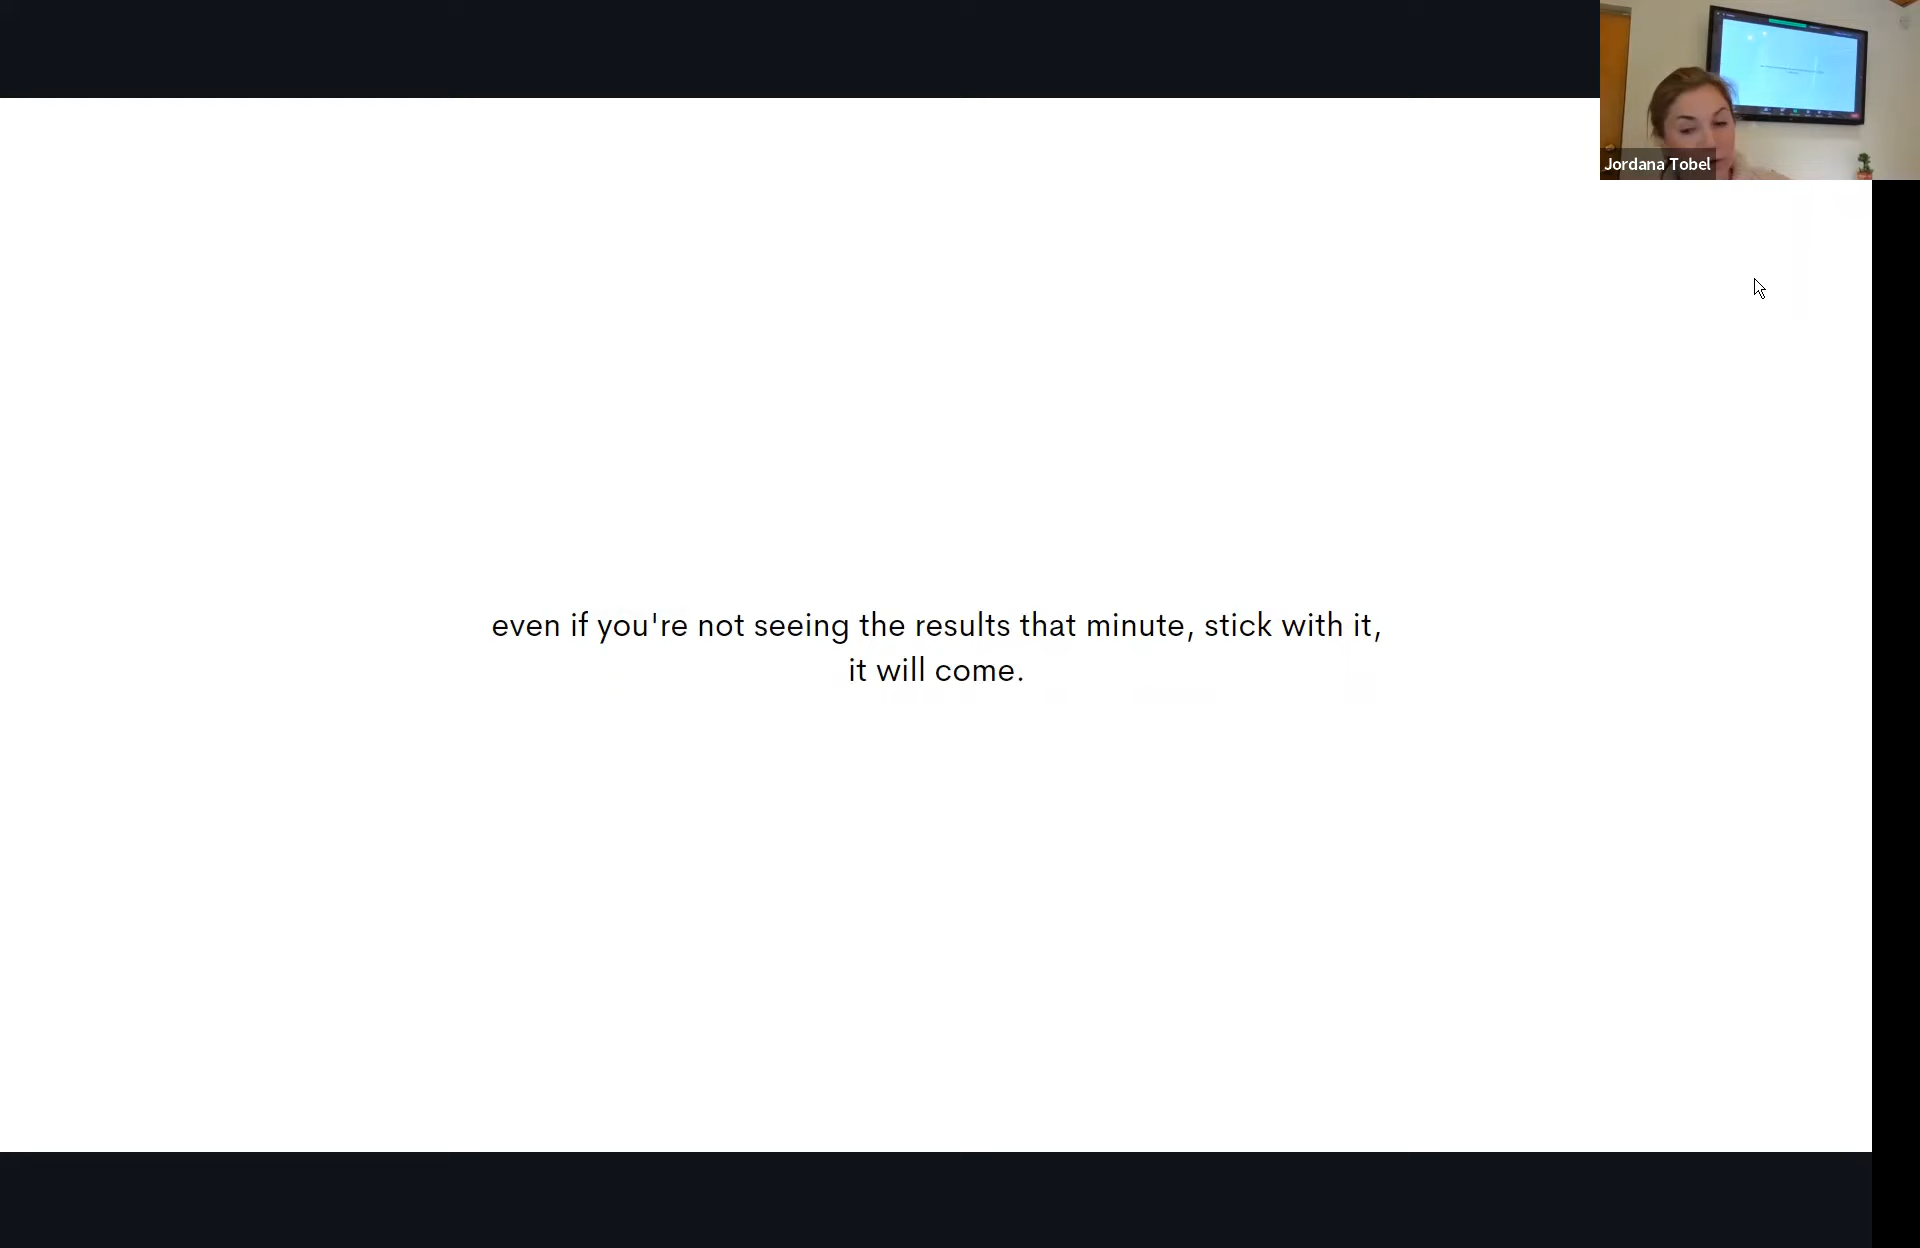 Jordana Tobel
even if you're not seeing the results that minute, stick with it,
it will come.